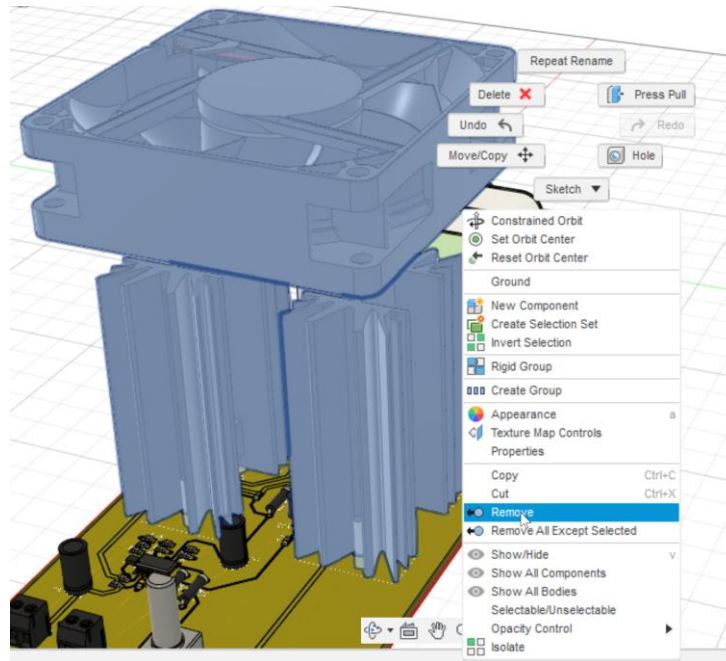 Repeat Rename
Delete
Press Pull
Undo
Redo
Move/Copy
Hole
Sketch
Constrained Orbit
Set Orbit Center
Reset Orbit Center
Ground
New Component
Create Selection Set
Invert Selection
Rigid Group
Create Group
Appearance a
Texture Map Controls
Properties
Copy Ctrl+C
Cut Ctrl+X
Remove
Remove All Except Selected
Show/Hide v
Show All Components
Show All Bodies
Selectable/Unselectable
Opacity Control
Isolate